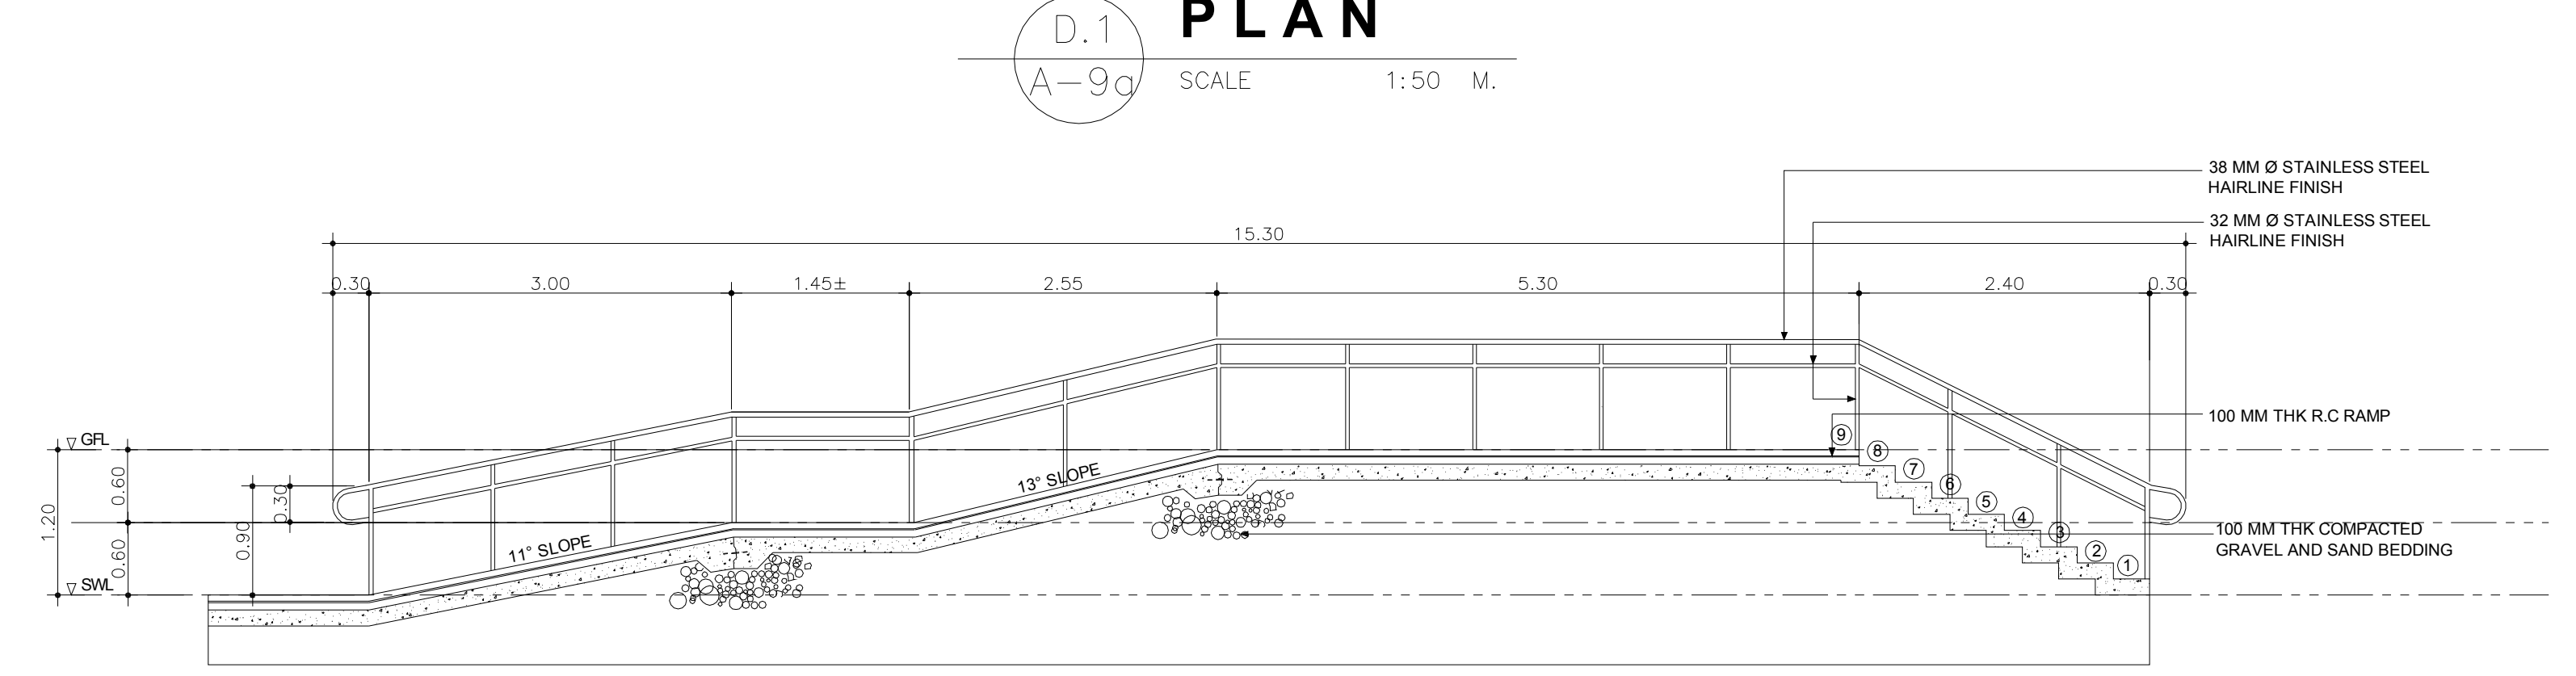 D.1
PLAN
A-9a
SCALE 1:50 M.
38 MM Ø STAINLESS STEEL
HAIRLINE FINISH
32 MM Ø STAINLESS STEEL
HAIRLINE FINISH
15.30
0.30 3.00 1.45± 2.55 5.30 2.40 0.30
100 MM THK R.C RAMP
GFL
9
8
7
6
5
4
3
2
1
13° SLOPE
11° SLOPE
0.60
0.30
1.20
0.90
0.60
SWL
100 MM THK COMPACTED
GRAVEL AND SAND BEDDING